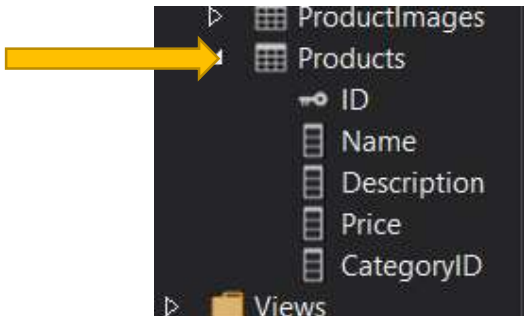 ProductImages
Products
ID
Name
Description
Price
CategoryID
Views